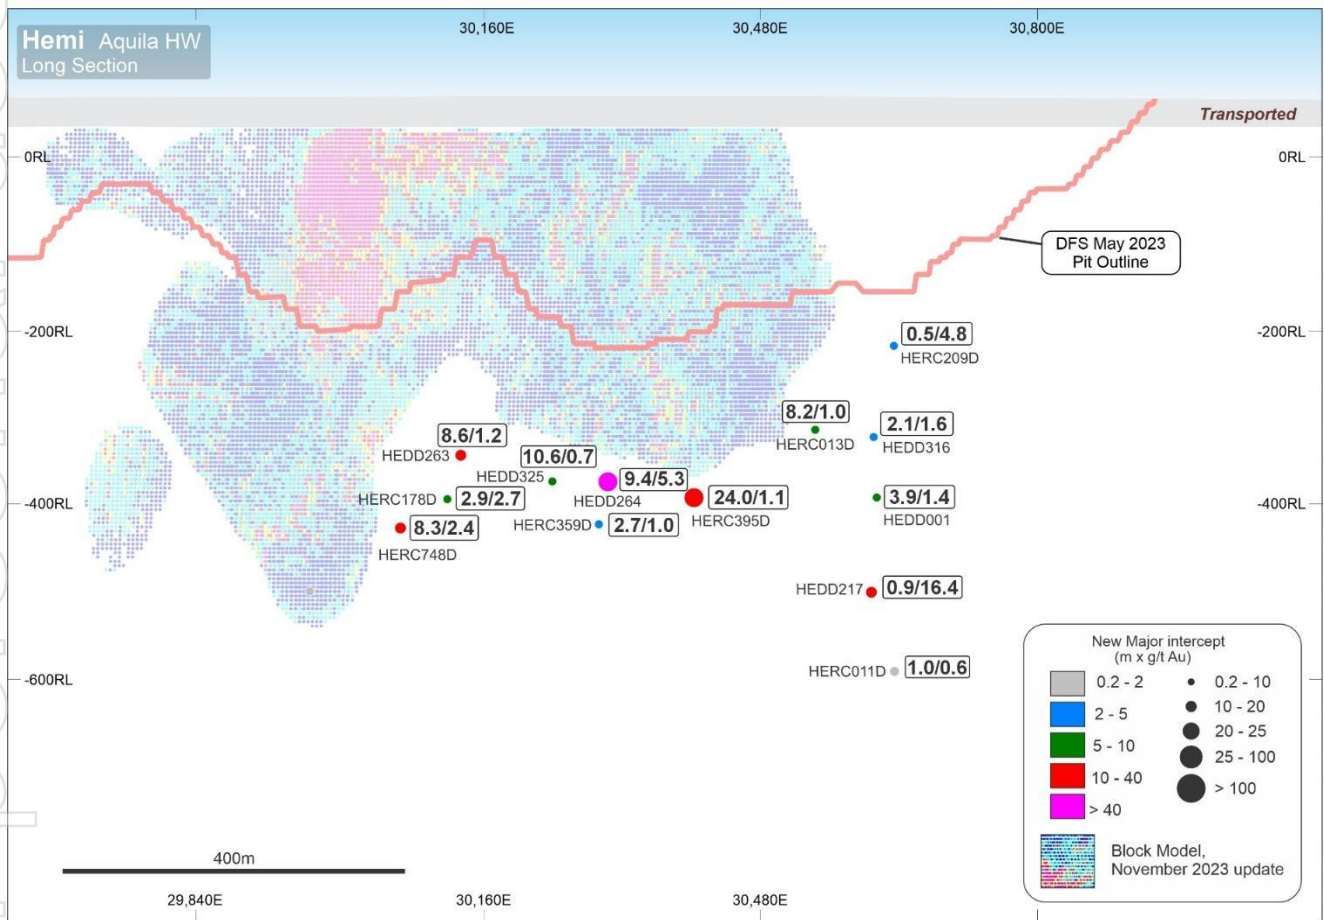 Hemi Aquila HW
Long Section
30,160E
30,480E
30,800E
Transported
0RL
0RL
DFS May 2023
Pit Outline
-200RL
-200RL
0.5/4.8
HERC209D
8.2/1.0
HERC013D
2.1/1.6
HEDD316
8.6/1.2
HEDD263
10.6/0.7
HEDD325
9.4/5.3
HEDD264
HERC178D
2.9/2.7
24.0/1.1
HERC395D
3.9/1.4
HEDD001
-400RL
-400RL
HERC359D
2.7/1.0
8.3/2.4
HERC748D
HEDD217
0.9/16.4
HERC011D
1.0/0.6
-600RL
New Major intercept
(m x g/t Au)
0.2 - 2
0.2 - 10
2 - 5
10 - 20
5 - 10
20 - 25
10 - 40
25 - 100
> 40
> 100
Block Model,
November 2023 update
400m
29,840E
30,160E
30,480E